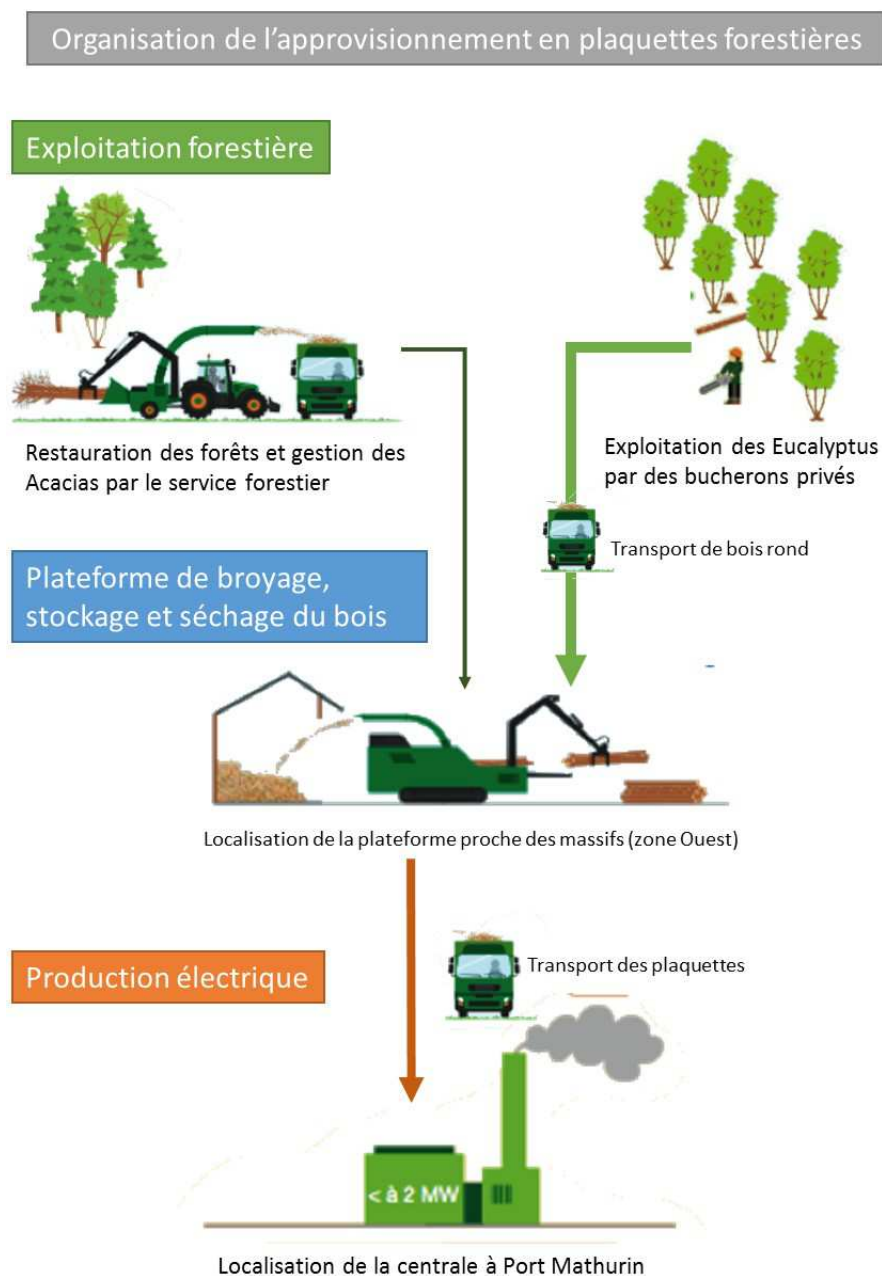 Organisation de l'approvisionnement en plaquettes forestières
Exploitation forestière
Restauration des forêts et gestion des
Acacias par le service forestier
Exploitation des Eucalyptus
par des bucherons privés
Transport de bois rond
Plateforme de broyage,
stockage et séchage du bois
Localisation de la plateforme proche des massifs (zone Ouest)
Production électrique
Transport des plaquettes
< à 2 MW
Localisation de la centrale à Port Mathurin